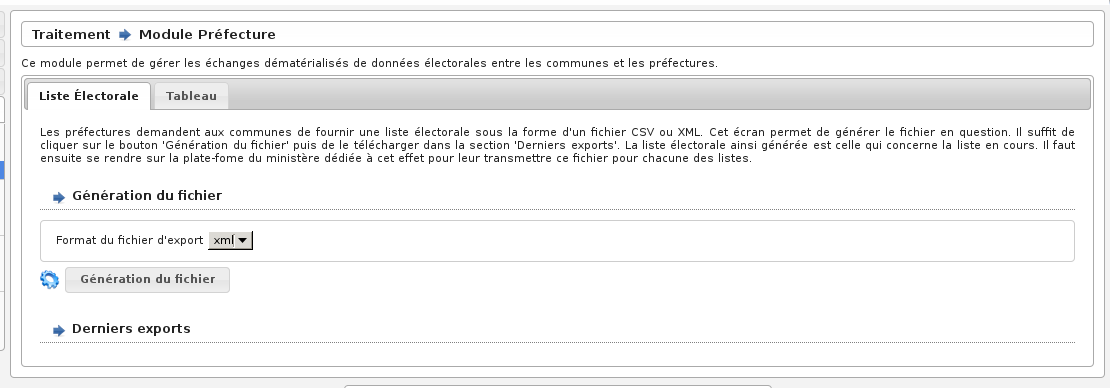 Traitement Module Préfecture
Ce module permet de gérer les échanges dématérialisés de données électorales entre les communes et les préfectures.
Liste Électorale Tableau
Les préfectures demandent aux communes de fournir une liste électorale sous la forme d'un fichier CSV ou XML. Cet écran permet de générer le fichier en question. Il suffit de
cliquer sur le bouton 'Génération du fichier' puis de le télécharger dans la section 'Derniers exports'. La liste électorale ainsi générée est celle qui concerne la liste en cours. Il faut
ensuite se rendre sur la plate-fome du ministère dédiée à cet effet pour leur transmettre ce fichier pour chacune des listes.
Génération du fichier
Format du fichier d'export xml
Génération du fichier
Derniers exports